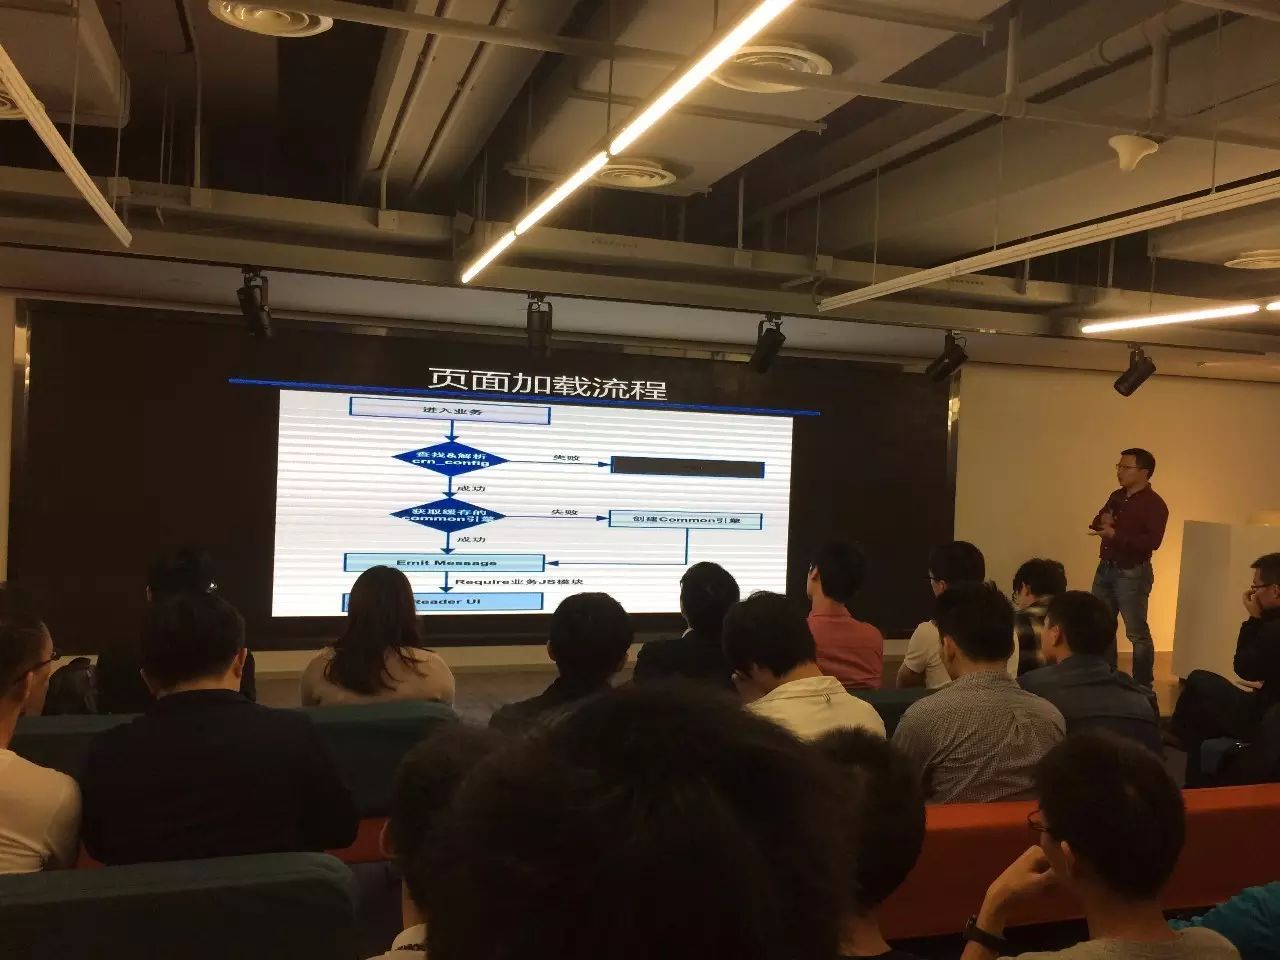 页面加载流程
进入业务
查找&解析
crn_config
失败
成功
获取缓存的
common引擎
失败
创建Common引擎
成功
Emit Message
Require业务JS模块
Reader UI